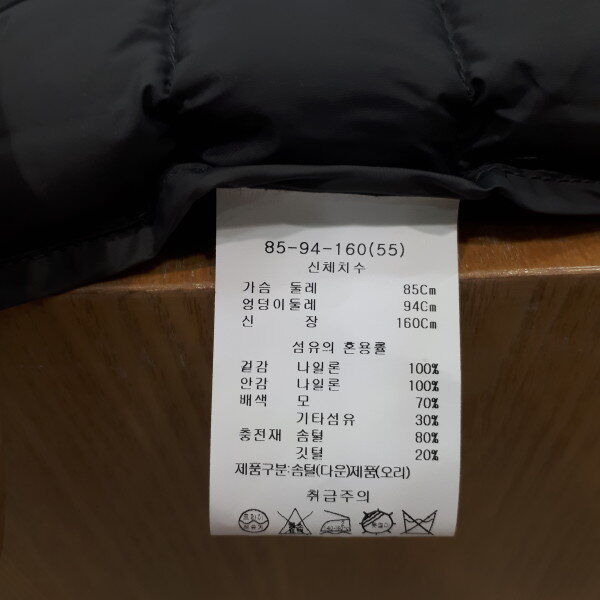 85-94-160(55)
신체치수
가슴 둘레 85Cm
엉덩이둘레 94Cm
신 장 160Cm
섬유의 혼용률
겉감 나일론 100%
안감 나일론 100%
배색 모 70%
기타섬유 30%
충전재 솜털 80%
깃털 20%
제품구분:솜털(다운)제품(오리)
취급주의